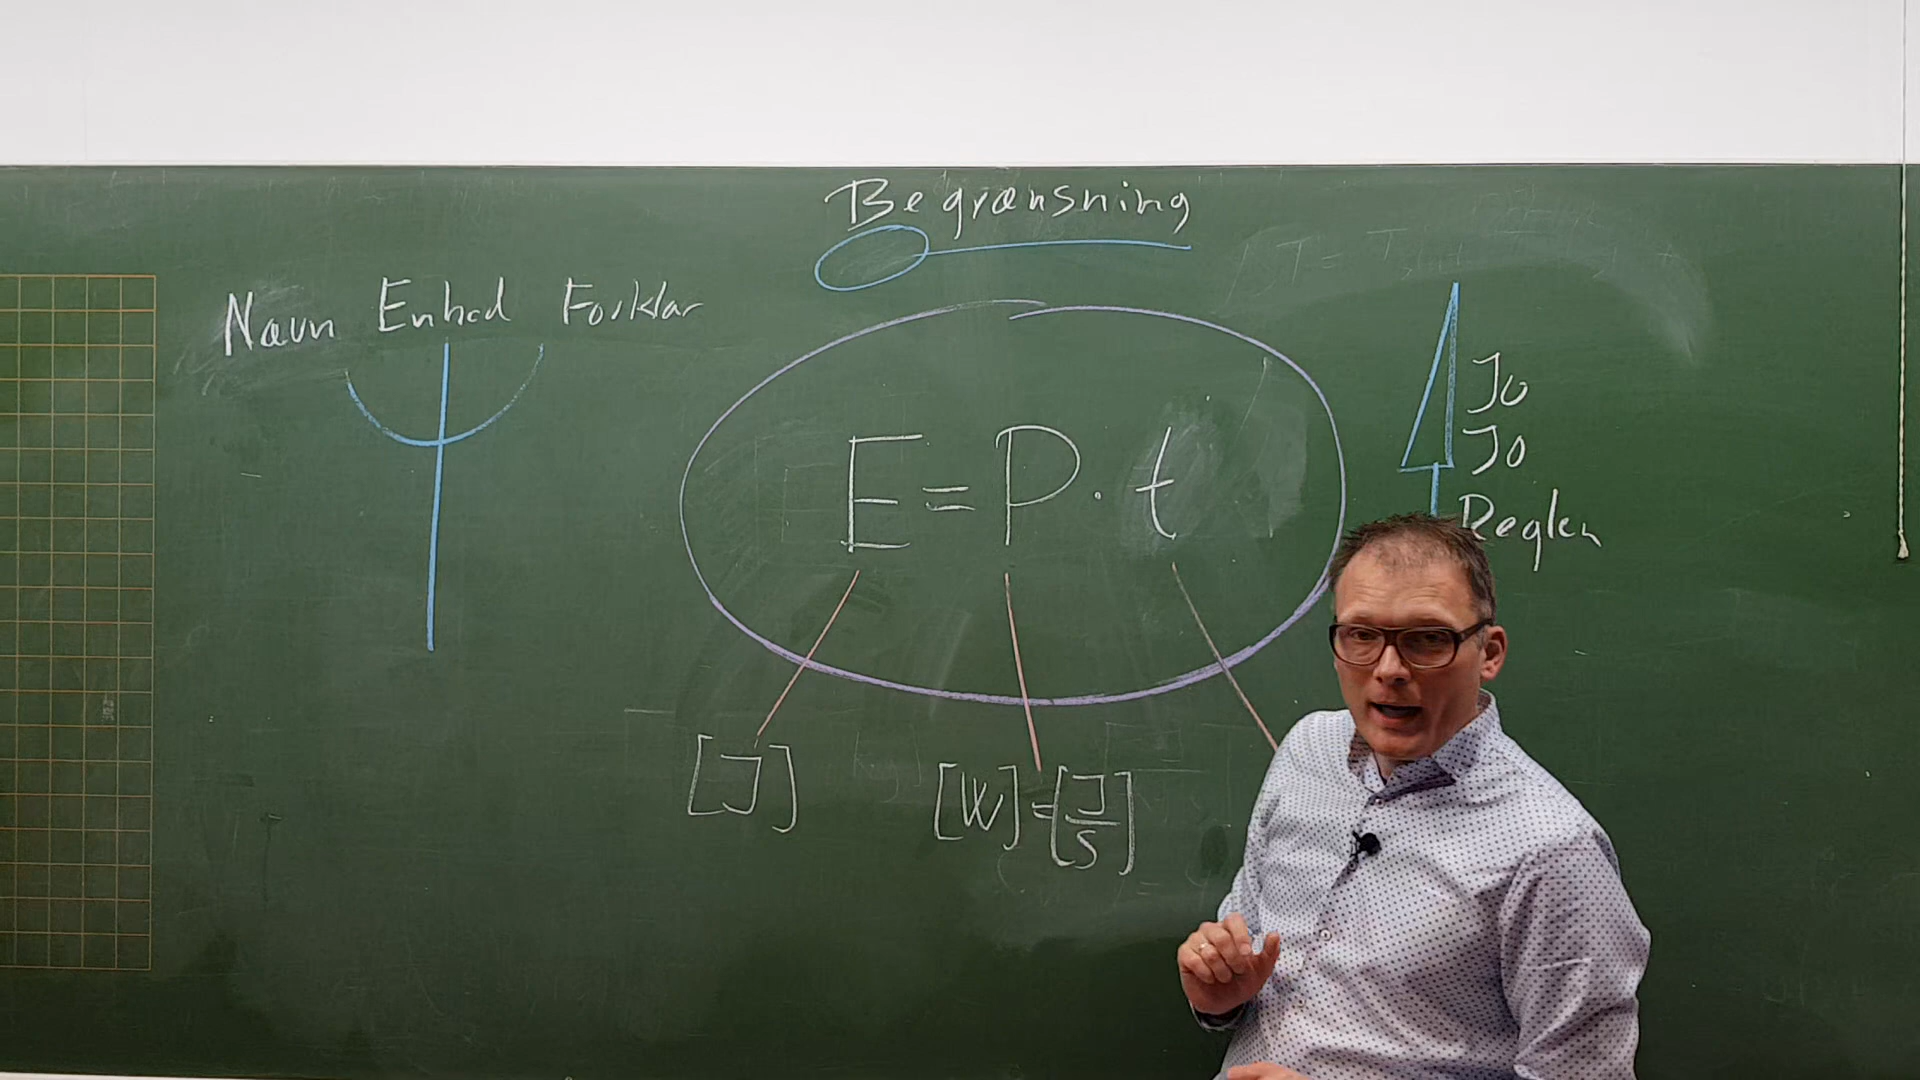 Begrænsning
Navn Enhed Forklar
E = P · t
[J]
[W] = [J/s]
Jo
Jo
Reglen